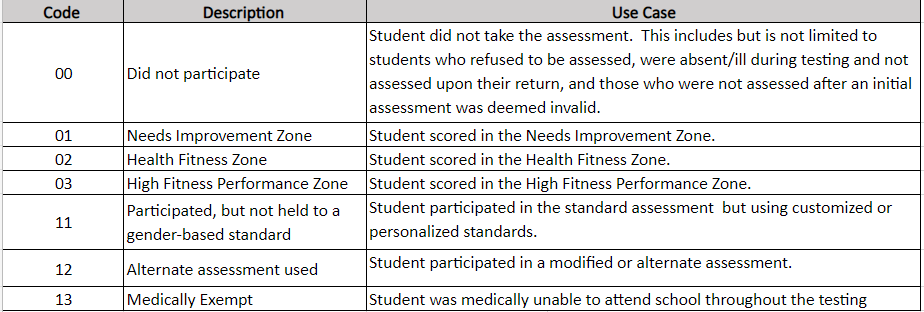 Code Description Use Case
00 Did not participate Student did not take the assessment.  This includes but is not limited to
students who refused to be assessed, were absent/ill during testing and not
assessed upon their return, and those who were not assessed after an initial
assessment was deemed invalid.
01 Needs Improvement Zone Student scored in the Needs Improvement Zone.
02 Health Fitness Zone Student scored in the Health Fitness Zone.
03 High Fitness Performance Zone Student scored in the High Fitness Performance Zone.
11 Participated, but not held to a
gender-based standard
Student participated in the standard assessment  but using customized or
personalized standards.
12 Alternate assessment used Student participated in a modified or alternate assessment.
13 Medically Exempt Student was medically unable to attend school throughout the testing